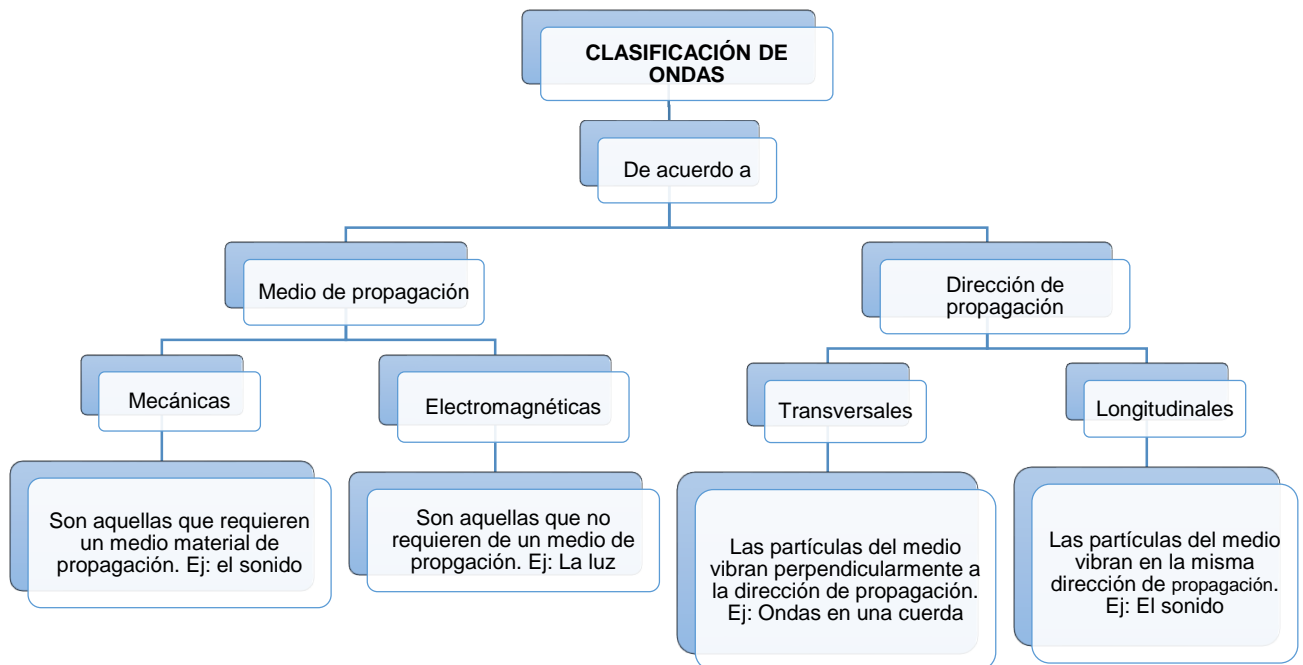 CLASIFICACIÓN DE
ONDAS
De acuerdo a
Medio de propagación
Dirección de
propagación
Mecánicas
Electromagnéticas
Transversales
Longitudinales
Son aquellas que requieren
un medio material de
propagación. Ej: el sonido
Son aquellas que no
requieren de un medio de
propgación. Ej: La luz
Las partículas del medio
vibran perpendicularmente a
la dirección de propagación.
Ej: Ondas en una cuerda
Las partículas del medio
vibran en la misma
dirección de propagación.
Ej: El sonido